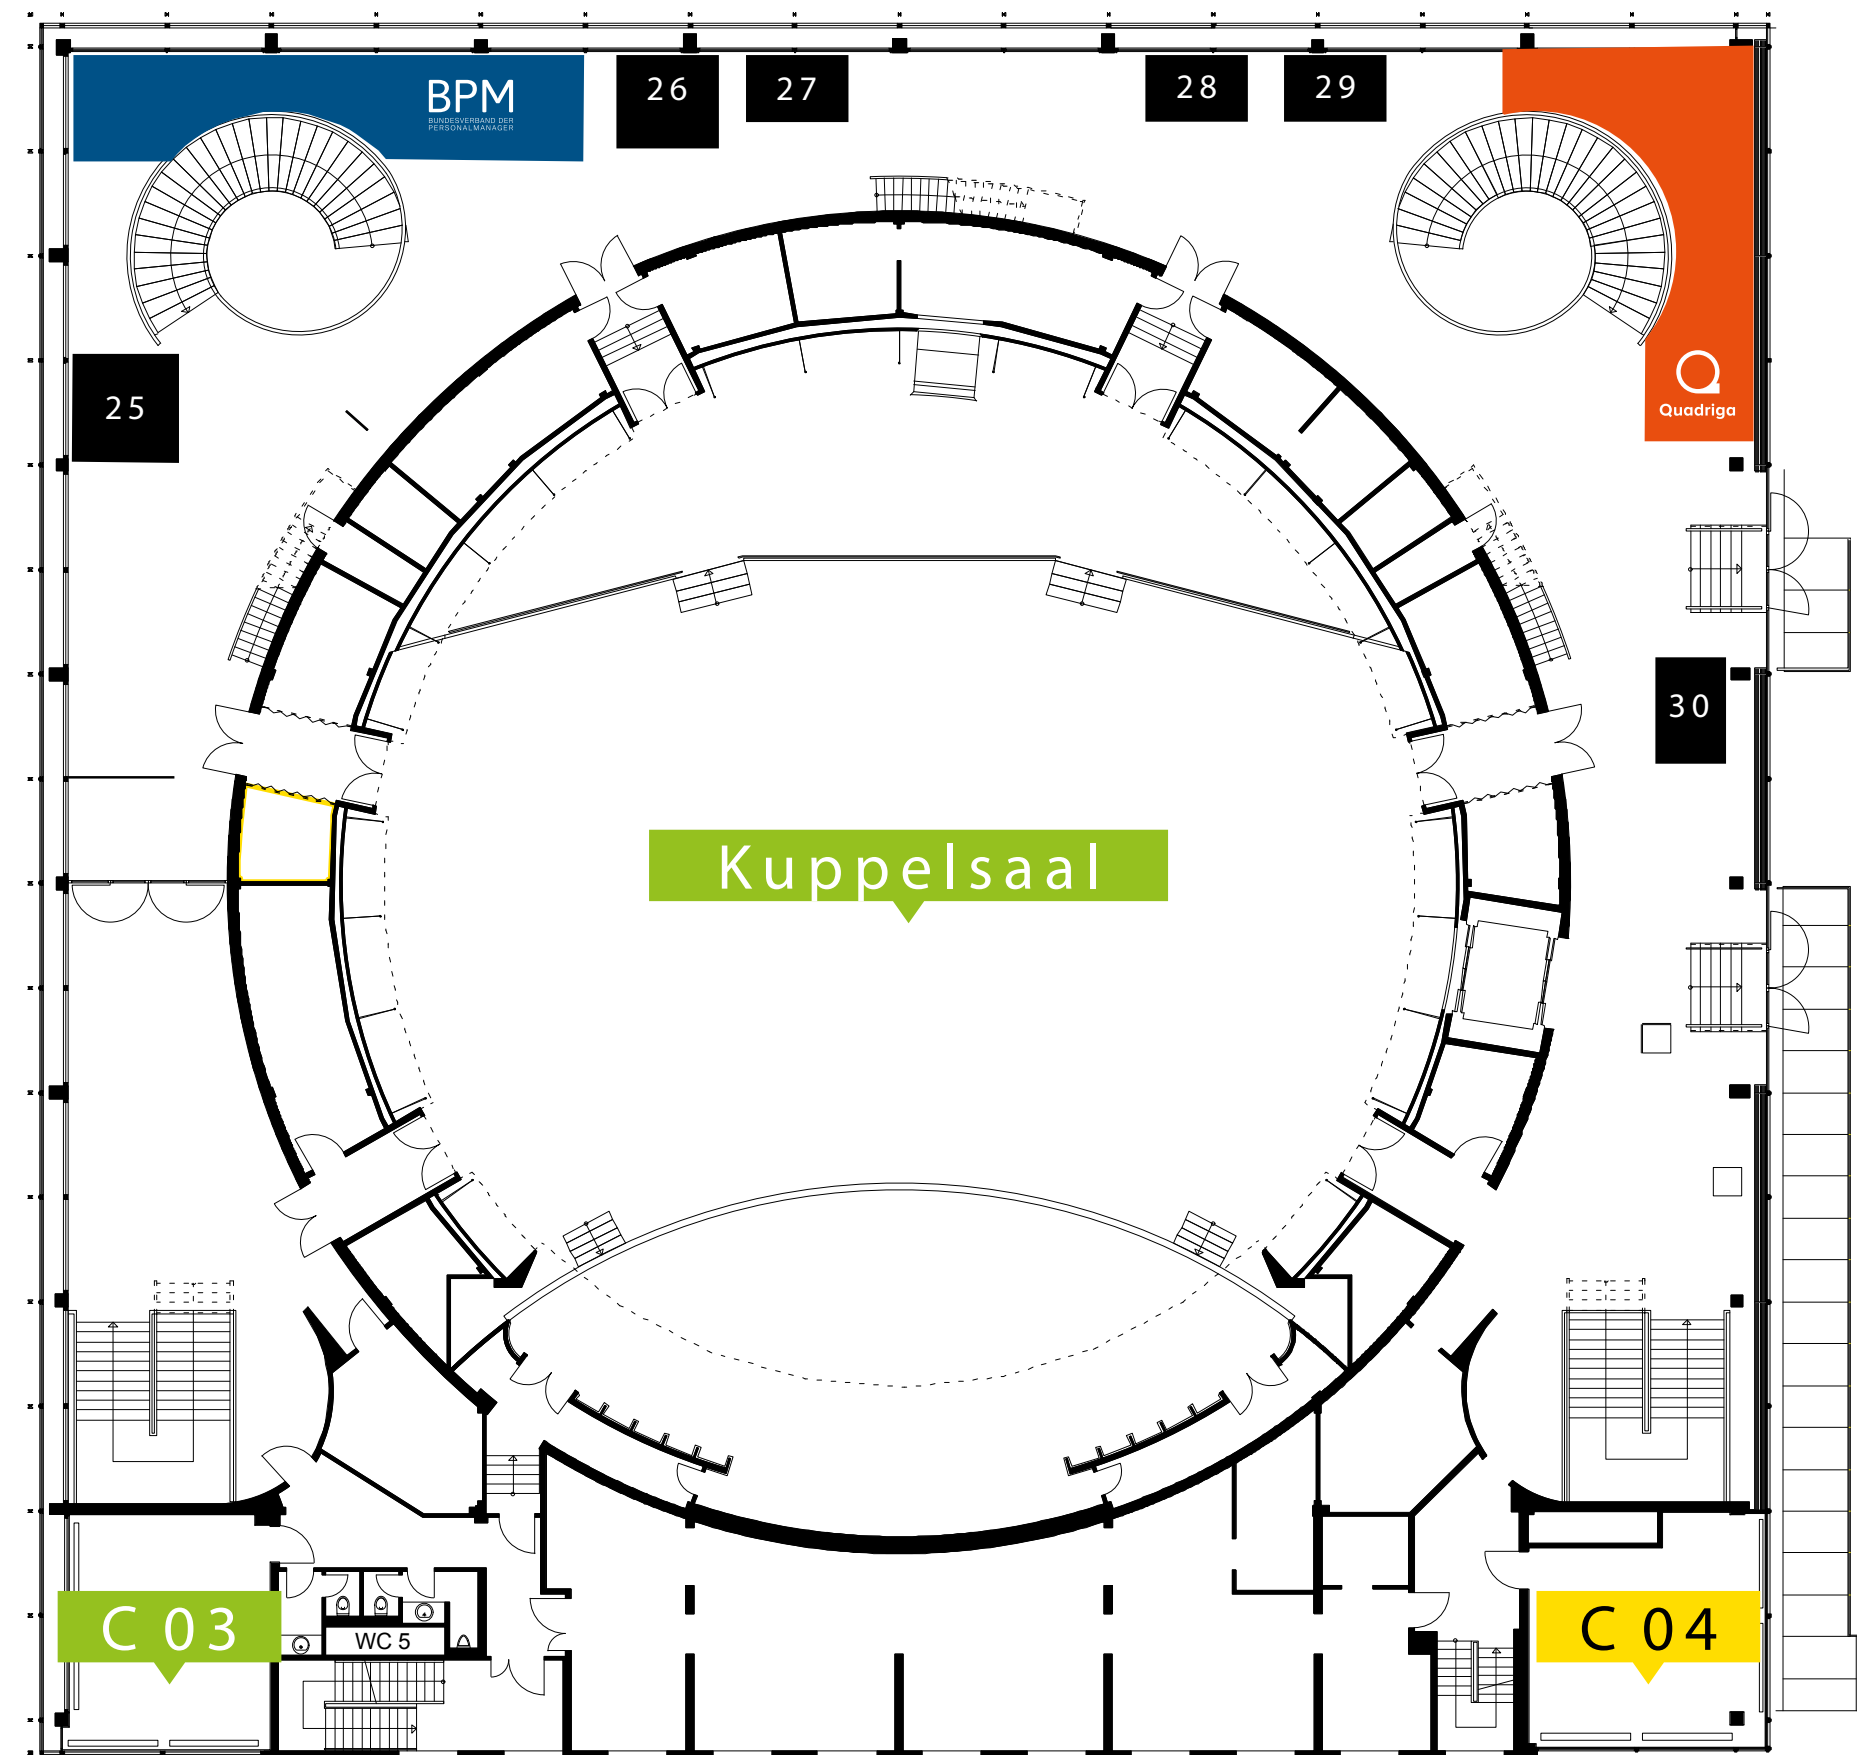 BPM
BUNDESVERBAND DER
PERSONALMANAGER
26
27
28
29
25
Quadriga
30
Kuppelsaal
C 03
WC 5
C 04